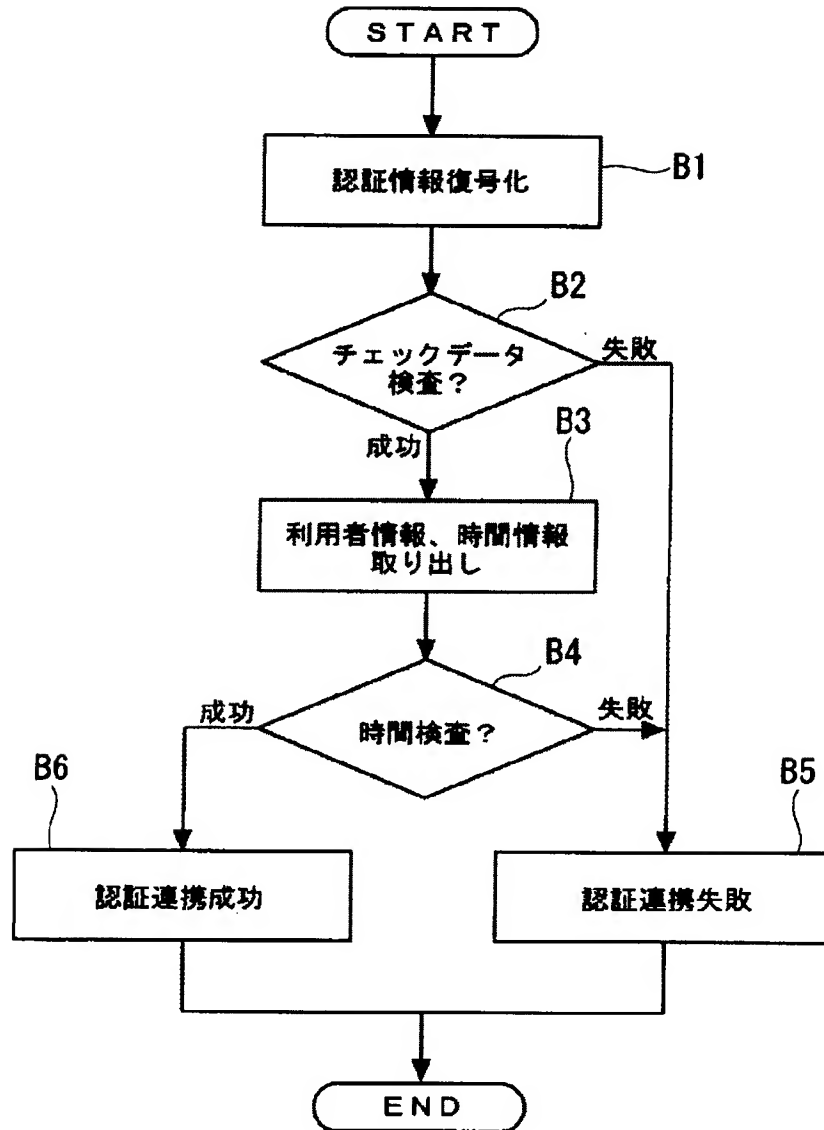 START
認証情報復号化
B1
B2
チェックデータ
検査?
失敗
成功
B3
利用者情報、時間情報
取り出し
B4
成功
時間検査?
失敗
B6
B5
認証連携成功
認証連携失敗
END